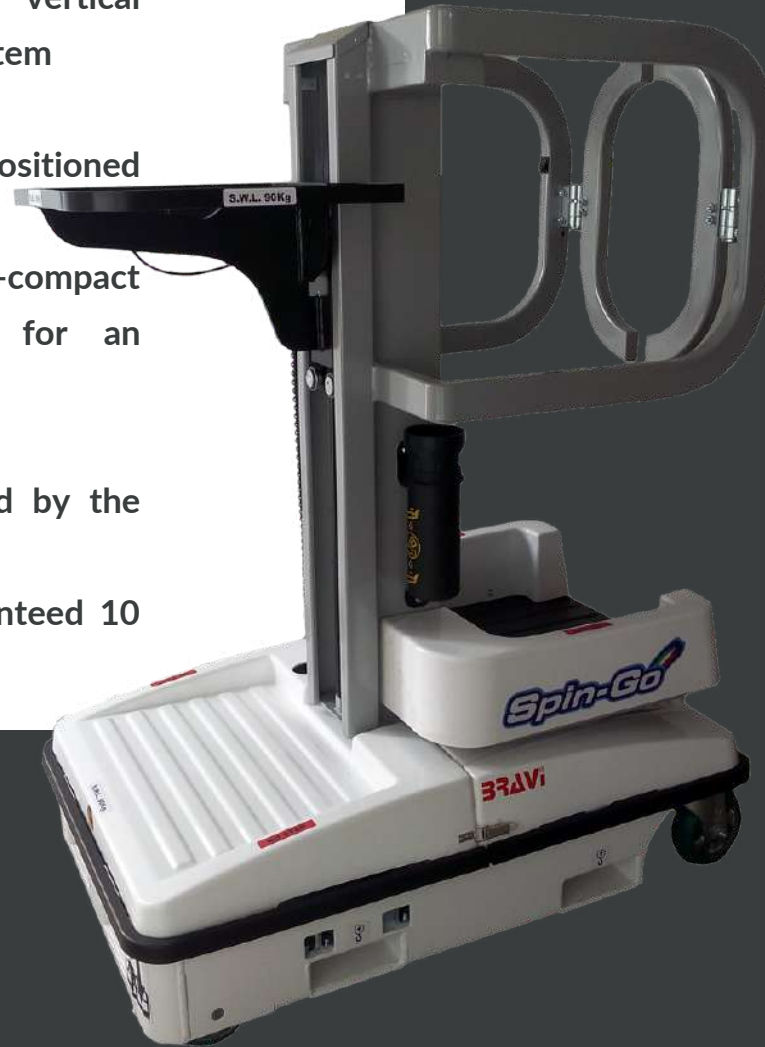 vertical
tem
ositioned
-compact
for an
d by the
nteed 10
S.W.L. 90Kg
Spin-Go
BRAVi